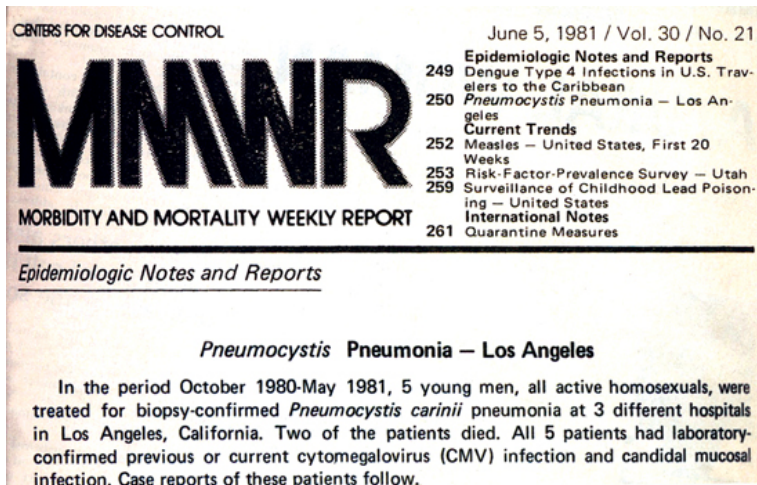 CENTERS FOR DISEASE CONTROL
June 5, 1981 / Vol. 30 / No. 21
MMWR
MORBIDITY AND MORTALITY WEEKLY REPORT
Epidemiologic Notes and Reports
249 Dengue Type 4 Infections in U.S. Trav-
elers to the Caribbean
250 Pneumocystis Pneumonia — Los An-
geles
Current Trends
252 Measles — United States, First 20
Weeks
253 Risk-Factor-Prevalence Survey — Utah
259 Surveillance of Childhood Lead Poison-
ing — United States
International Notes
261 Quarantine Measures
Epidemiologic Notes and Reports
Pneumocystis Pneumonia — Los Angeles
In the period October 1980-May 1981, 5 young men, all active homosexuals, were
treated for biopsy-confirmed Pneumocystis carinii pneumonia at 3 different hospitals
in Los Angeles, California. Two of the patients died. All 5 patients had laboratory-
confirmed previous or current cytomegalovirus (CMV) infection and candidal mucosal
infection. Case reports of these patients follow.